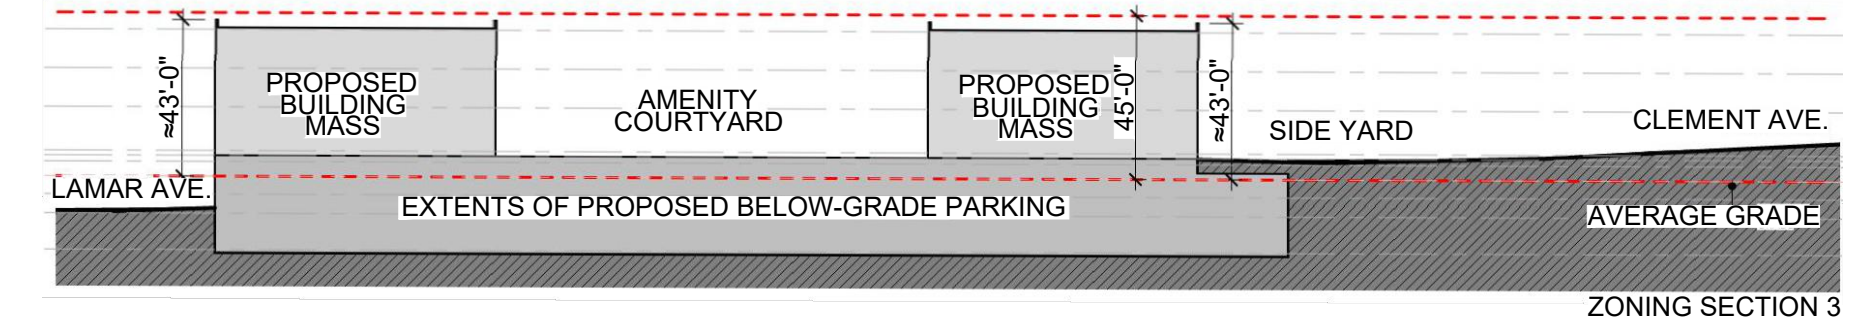 ≈43'-0"
PROPOSED
BUILDING
MASS
AMENITY
COURTYARD
PROPOSED
BUILDING
MASS
45'-0"
≈43'-0"
SIDE YARD
CLEMENT AVE.
LAMAR AVE.
EXTENTS OF PROPOSED BELOW-GRADE PARKING
AVERAGE GRADE
ZONING SECTION 3